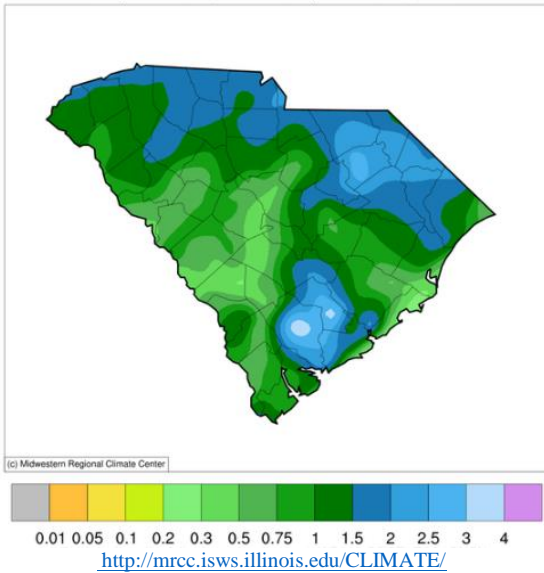 (c) Midwestern Regional Climate Center
0.01 0.05 0.1 0.2 0.3 0.5 0.75 1 1.5 2 2.5 3 4
http://mrcc.isws.illinois.edu/CLIMATE/